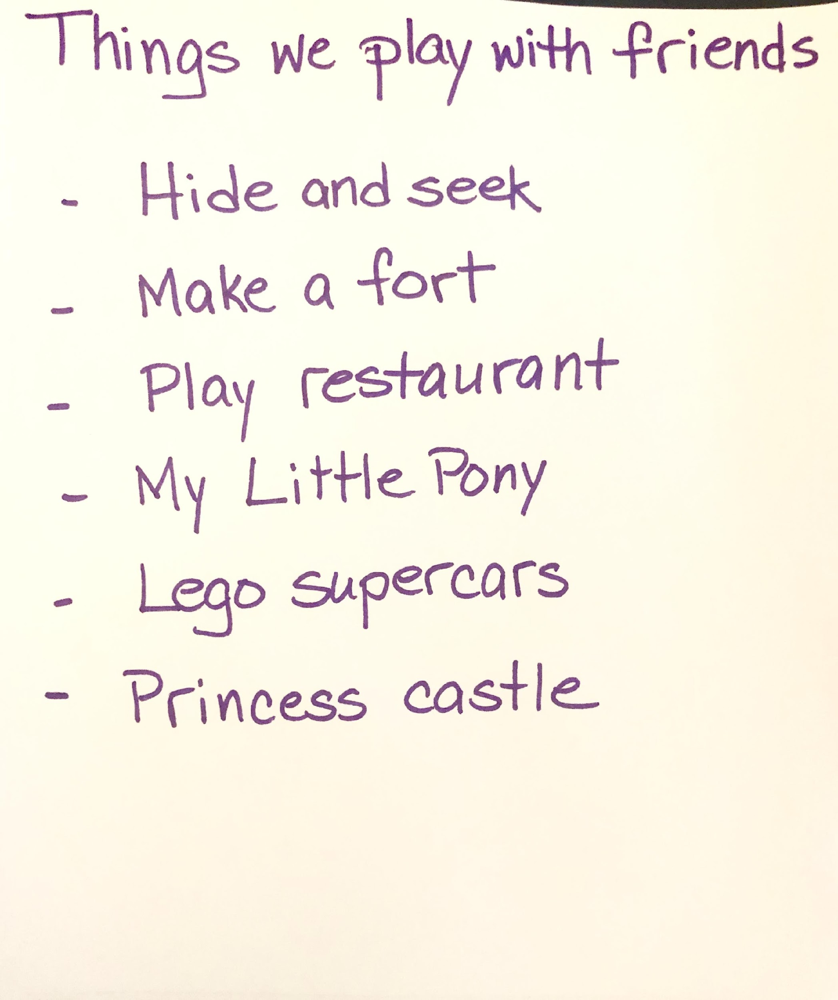 Things we play with friends
- Hide and seek
- Make a fort
- Play restaurant
- My Little Pony
- Lego supercars
- Princess castle